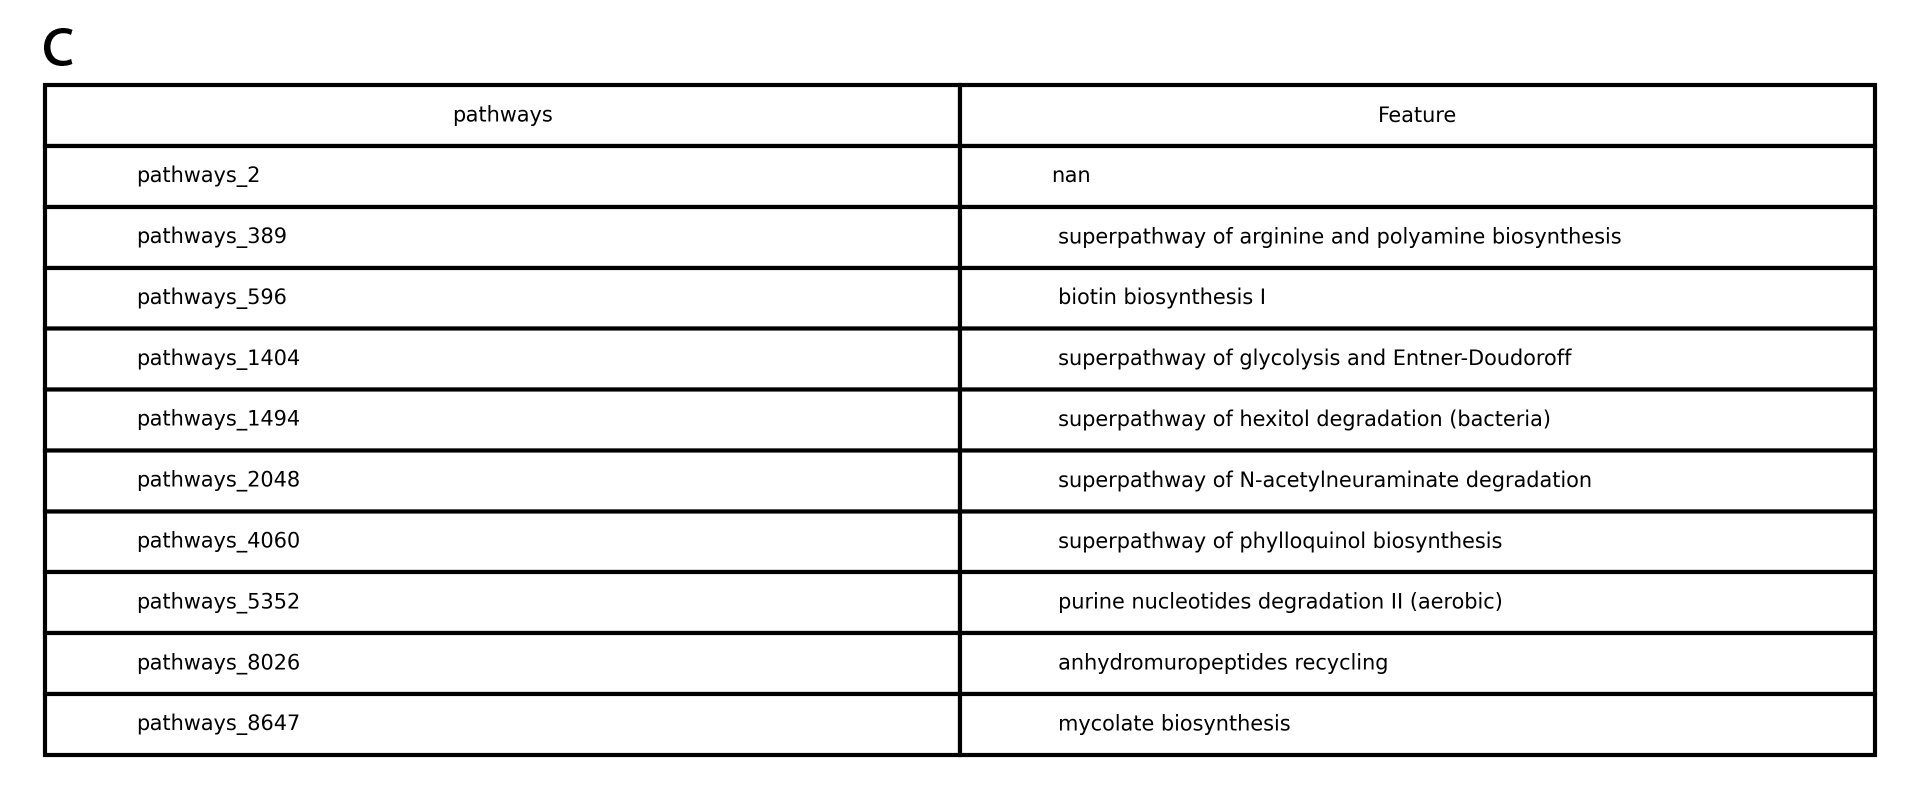 C
pathways Feature
pathways_2 nan
pathways_389 superpathway of arginine and polyamine biosynthesis
pathways_596 biotin biosynthesis I
pathways_1404 superpathway of glycolysis and Entner-Doudoroff
pathways_1494 superpathway of hexitol degradation (bacteria)
pathways_2048 superpathway of N-acetylneuraminate degradation
pathways_4060 superpathway of phylloquinol biosynthesis
pathways_5352 purine nucleotides degradation II (aerobic)
pathways_8026 anhydromuropeptides recycling
pathways_8647 mycolate biosynthesis